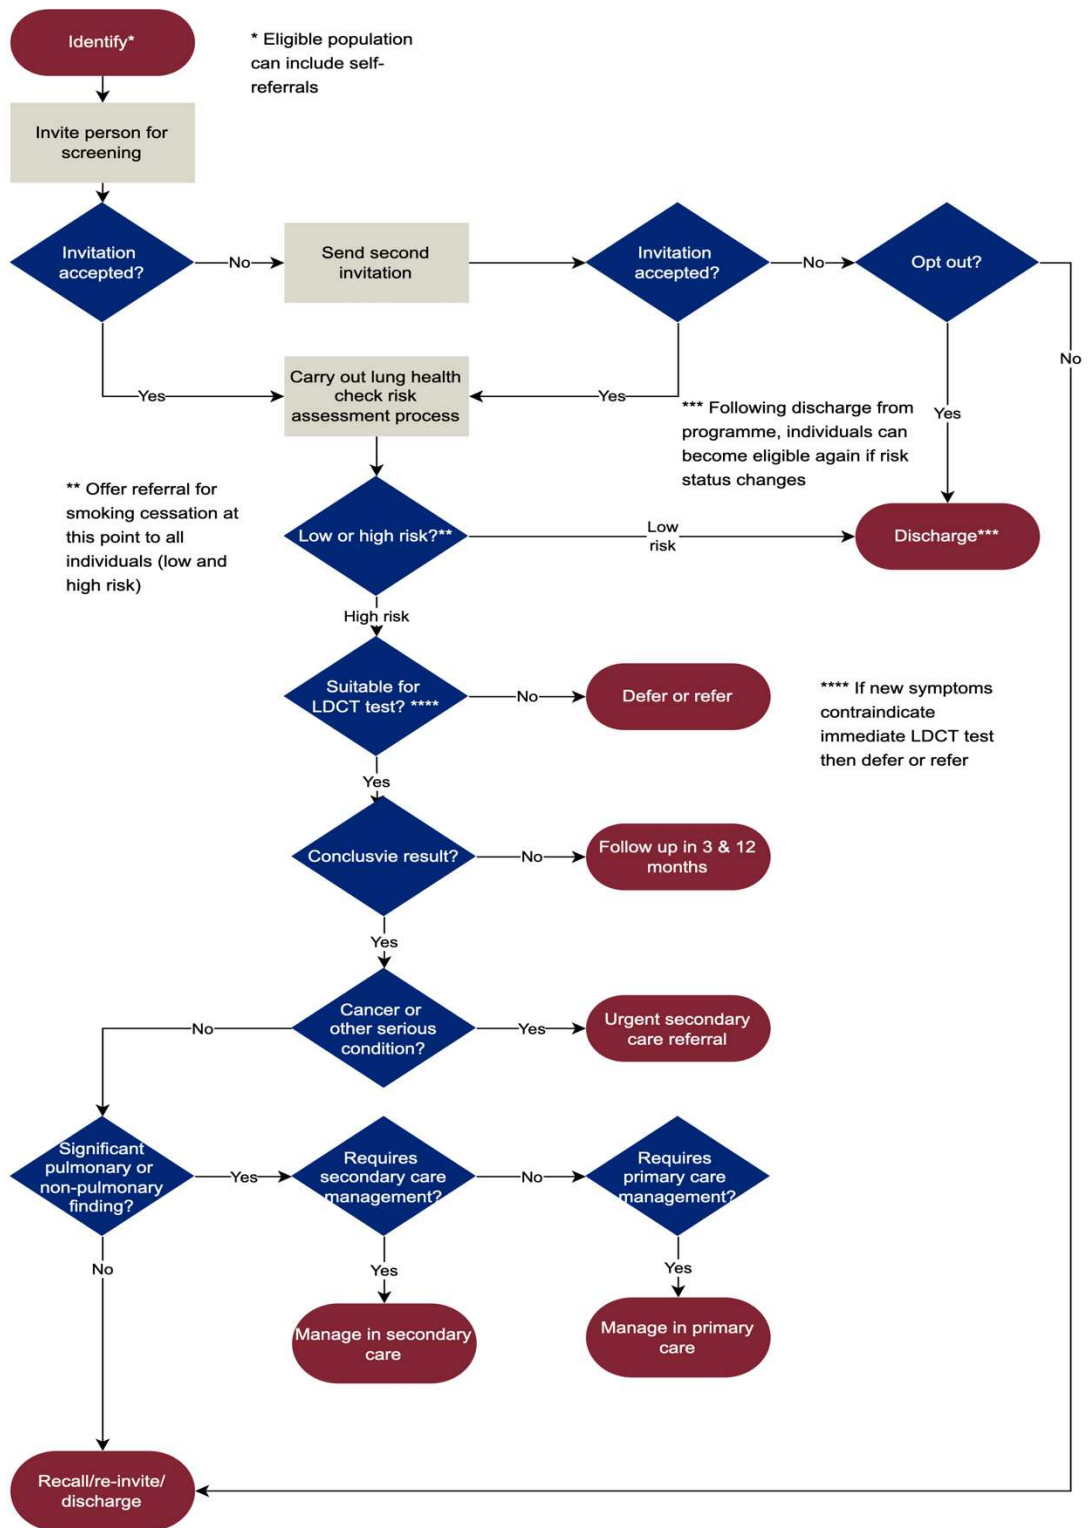 Identify*
* Eligible population
can include self-
referrals
Invite person for
screening
Invitation
accepted?
No
Send second
invitation
Invitation
accepted?
No
Opt out?
No
Yes
Carry out lung health
check risk
assessment process
Yes
*** Following discharge from
programme, individuals can
become eligible again if risk
status changes
Yes
** Offer referral for
smoking cessation at
this point to all
individuals (low and
high risk)
Low or high risk?**
Low
risk
Discharge***
High risk
Suitable for
LDCT test? ****
No
Defer or refer
**** If new symptoms
contraindicate
immediate LDCT test
then defer or refer
Yes
Conclusvie result?
No
Follow up in 3 & 12
months
Yes
Cancer or
other serious
condition?
No
Yes
Urgent secondary
care referral
Significant
pulmonary or
non-pulmonary
finding?
Yes
Requires
secondary care
management?
No
Requires
primary care
management?
No
Yes
Yes
Manage in secondary
care
Manage in primary
care
Recall/re-invite/
discharge